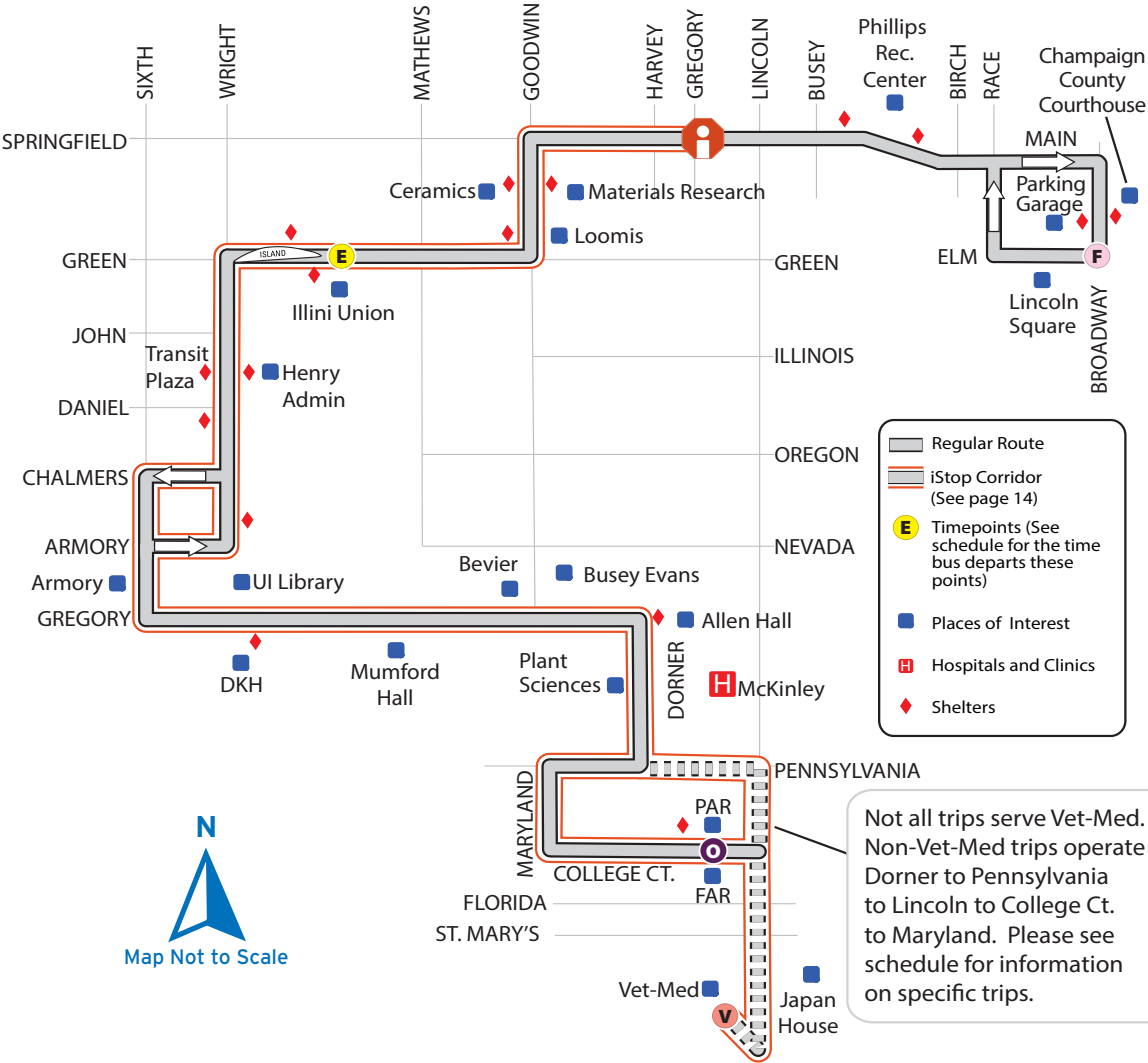 SIXTH
WRIGHT
MATHEWS
GOODWIN
HARVEY
GREGORY
LINCOLN
BUSEY
Phillips
Rec.
Center
BIRCH
RACE
Champaign
County
Courthouse
SPRINGFIELD
MAIN
Ceramics
Materials Research
Parking
Garage
Loomis
GREEN
ISLAND
E
GREEN
ELM
F
Illini Union
Lincoln
Square
BROADWAY
JOHN
Transit
Plaza
Henry
Admin
ILLINOIS
DANIEL
CHALMERS
OREGON
ARMORY
NEVADA
Armory
UI Library
Bevier
Busey Evans
GREGORY
Allen Hall
DKH
Mumford
Hall
Plant
Sciences
DORNER
H
McKinley
Regular Route
iStop Corridor
(See page 14)
E
Timepoints (See
schedule for the time
bus departs these
points)
Places of Interest
H
Hospitals and Clinics
Shelters
PENNSYLVANIA
MARYLAND
PAR
O
COLLEGE CT.
FAR
FLORIDA
ST. MARY'S
Vet-Med
V
Japan
House
N
Map Not to Scale
Not all trips serve Vet-Med.
Non-Vet-Med trips operate
Dorner to Pennsylvania
to Lincoln to College Ct.
to Maryland. Please see
schedule for information
on specific trips.